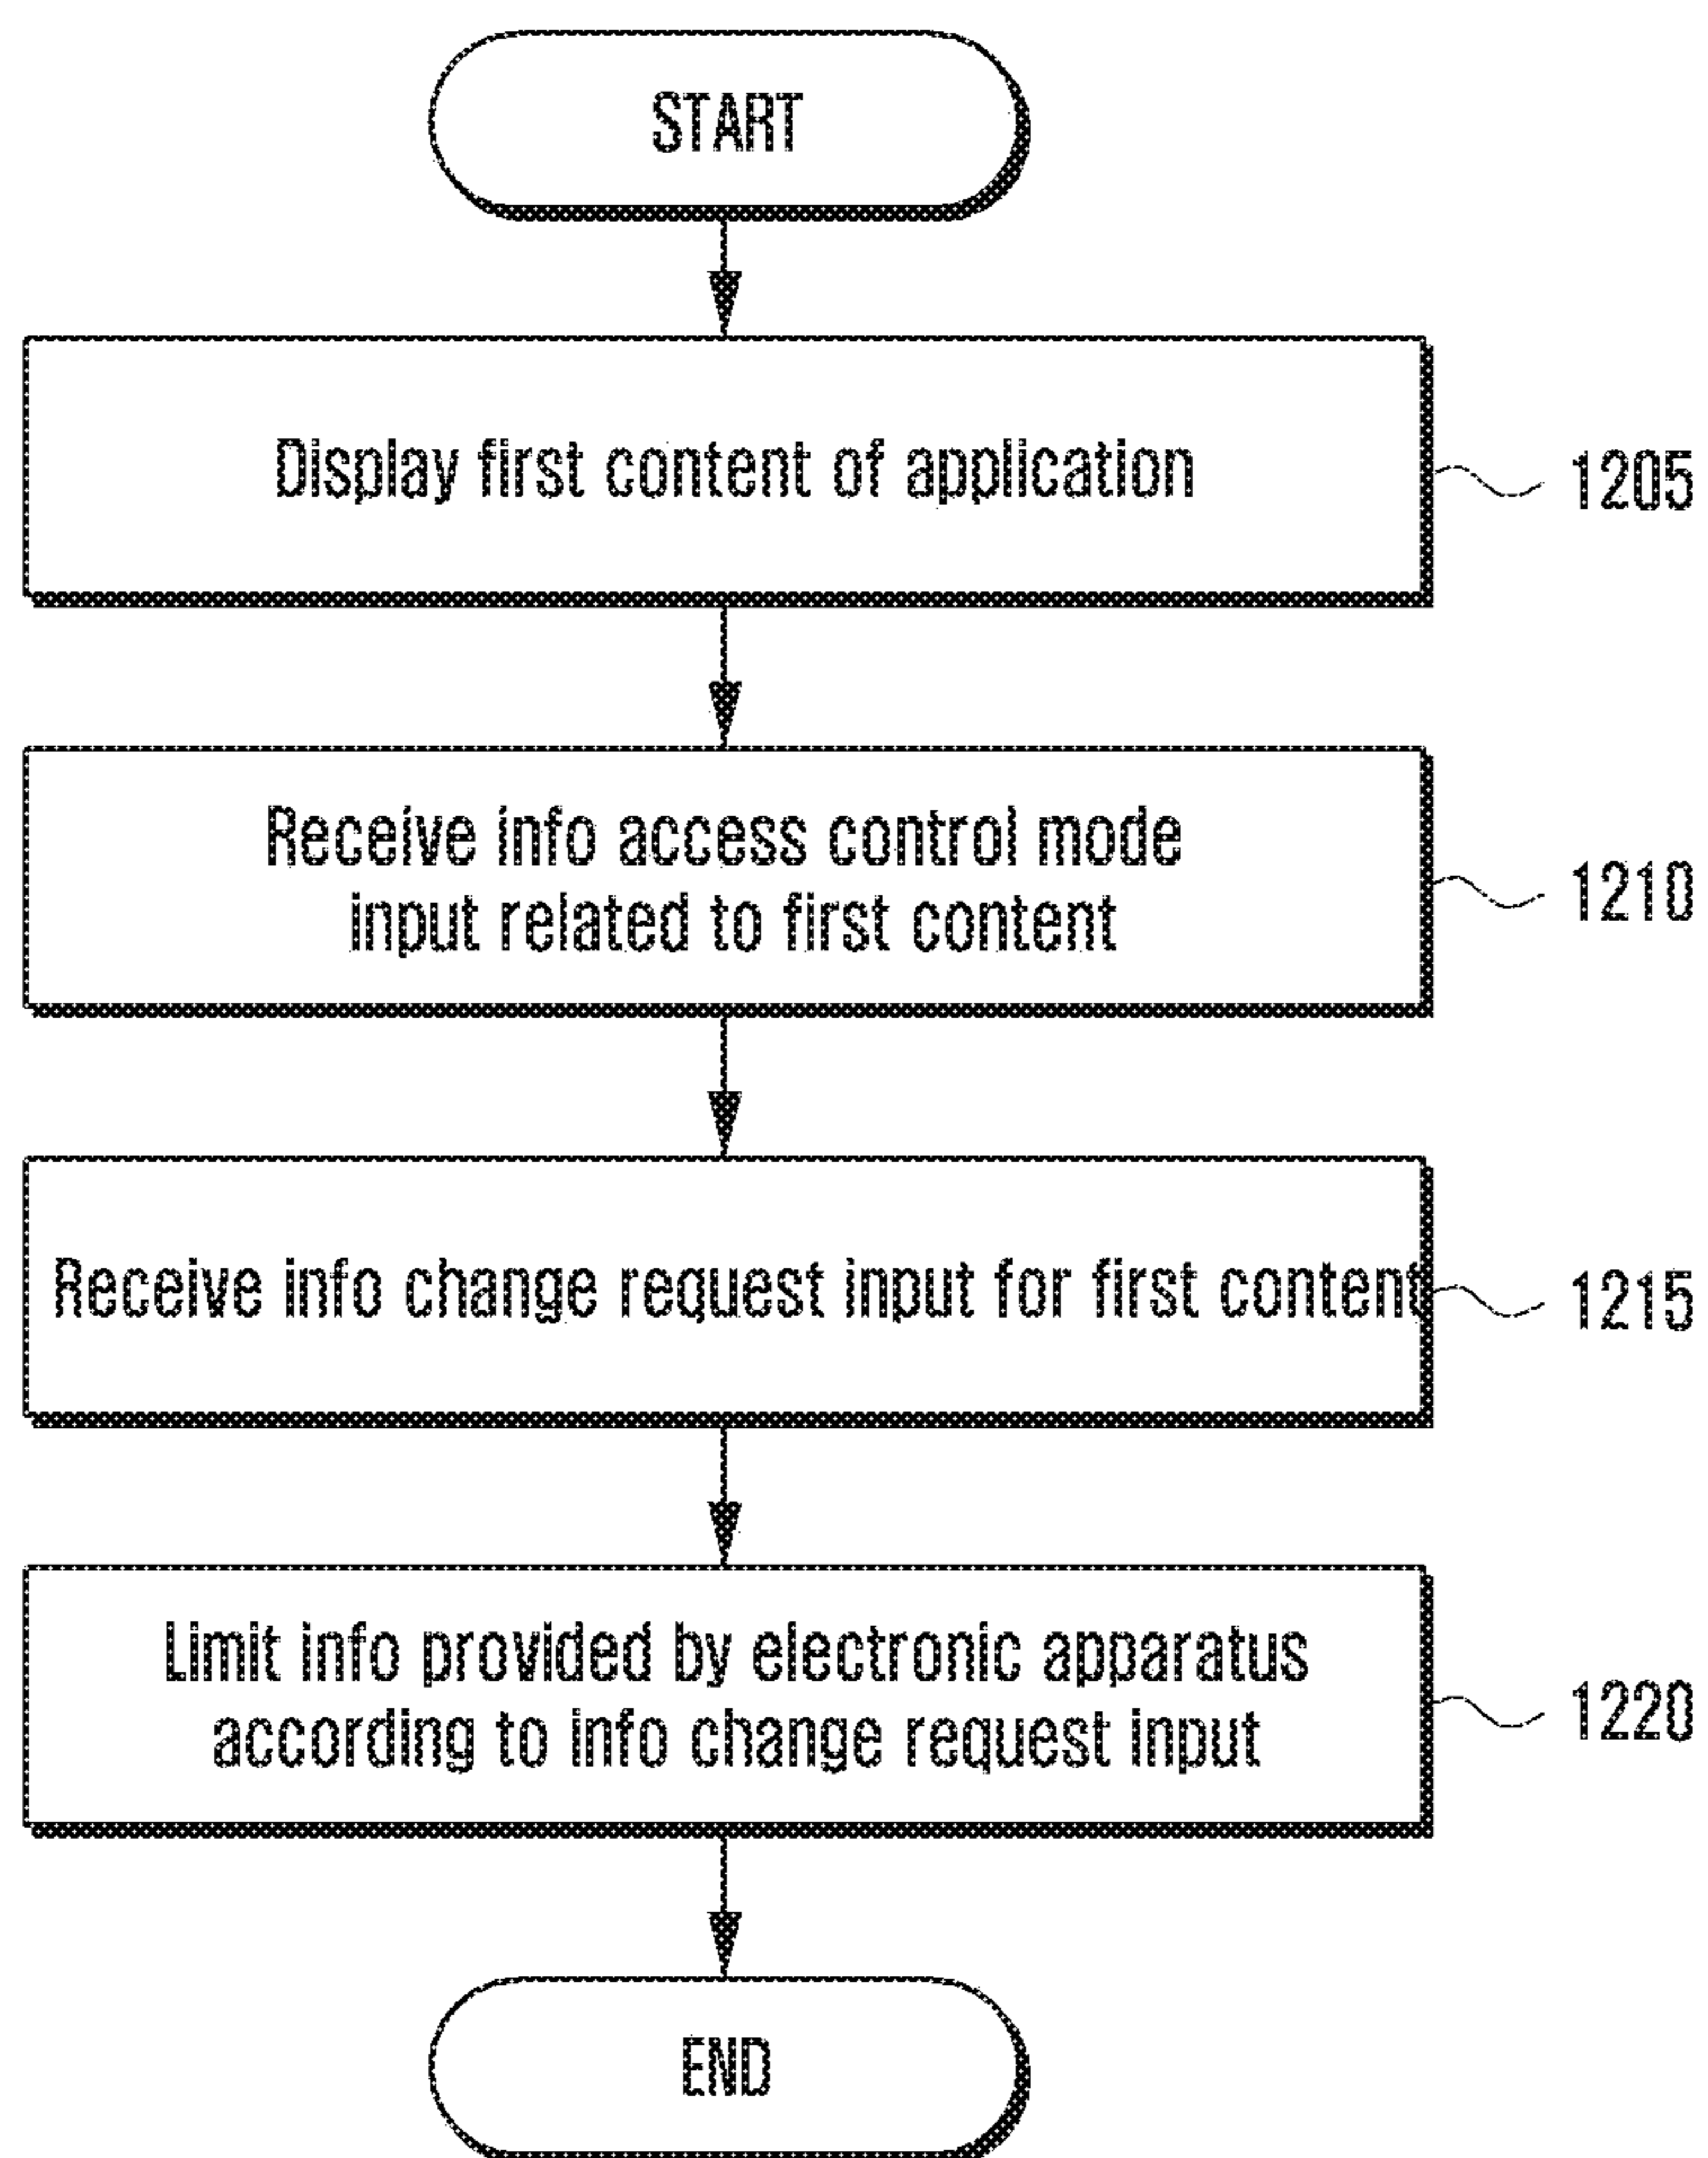 START
Display first content of application
1205
Receive info access control mode
input related to first content
1210
Receive info change request input for first content
1215
Limit info provided by electronic apparatus
according to info change request input
1220
END